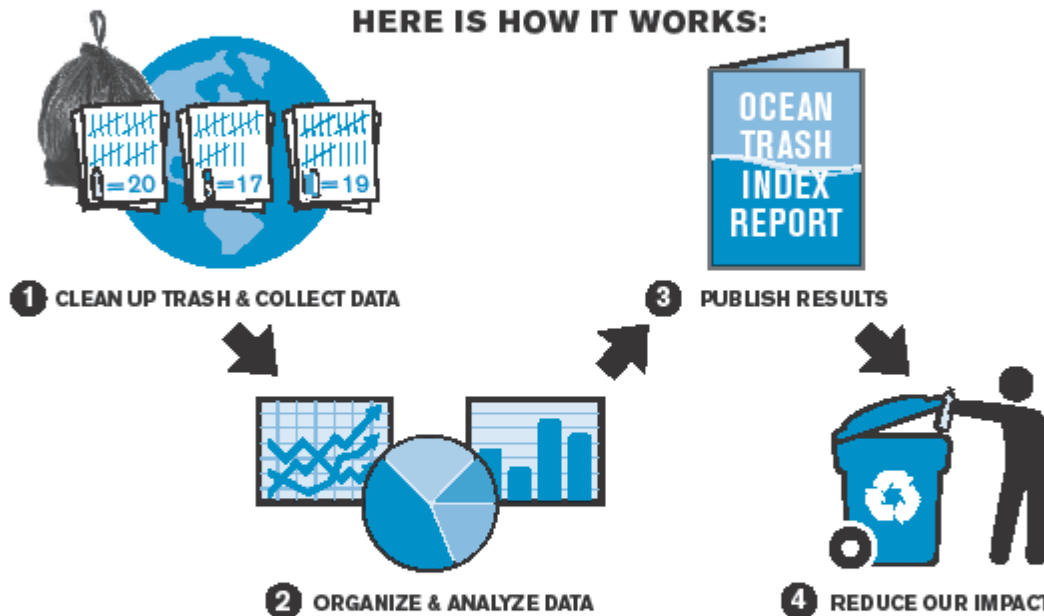 HERE IS HOW IT WORKS:
=20
=17
=19
OCEAN
TRASH
INDEX
REPORT
1 CLEAN UP TRASH & COLLECT DATA
3 PUBLISH RESULTS
2 ORGANIZE & ANALYZE DATA
4 REDUCE OUR IMPACT